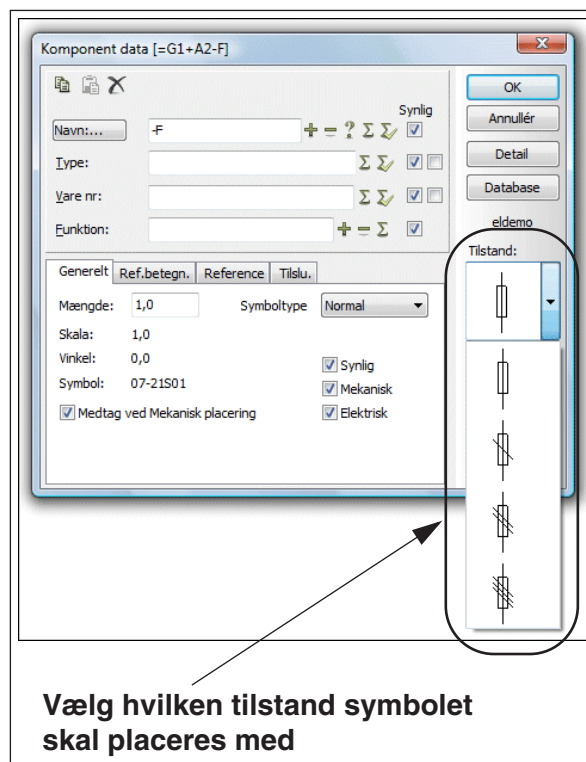 Komponent data [=G1+A2-F]
OK
Annullér
Detail
Database
eldemo
Tilstand:
Synlig
Navn:... -F
Type:
Vare nr:
Funktion:
Generelt Ref.betegn. Reference Tilslu.
Mængde: 1,0 Symboltype Normal
Skala: 1,0
Vinkel: 0,0 Synlig
Symbol: 07-21S01 Mekanisk
Medtag ved Mekanisk placering Elektrisk
Vælg hvilken tilstand symbolet
skal placeres med